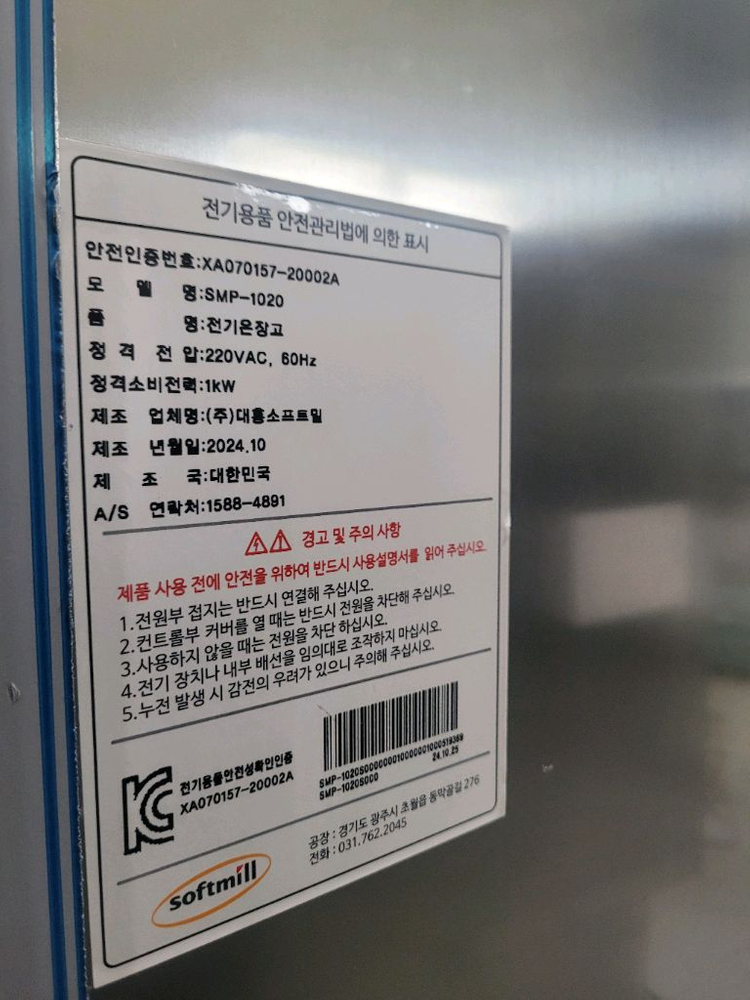 전기용품 안전관리법에 의한 표시
안전인증번호:XA070157-20002A
모 델 명:SMP-1020
품 명:전기온장고
정 격 전 압:220VAC, 60Hz
정격소비전력:1kW
제조 업체명:(주)대흥소프트밀
제조 년월일:2024.10
제 조 국:대한민국
A/S 연락처:1588-4891
경고 및 주의 사항
제품 사용 전에 안전을 위하여 반드시 사용설명서를 읽어 주십시오.
1.전원부 접지는 반드시 연결해 주십시오.
2.컨트롤부 커버를 열 때는 반드시 전원을 차단해 주십시오.
3.사용하지 않을 때는 전원을 차단 하십시오.
4.전기 장치나 내부 배선을 임의대로 조작하지 마십시오.
5.누전 발생 시 감전의 우려가 있으니 주의해 주십시오.
전기용품안전성확인인증
XA070157-20002A
24.10.25
SMP-1020S000
공장 : 경기도 광주시 초월읍 동막골길 276
전화 : 031.762.2045
softmill